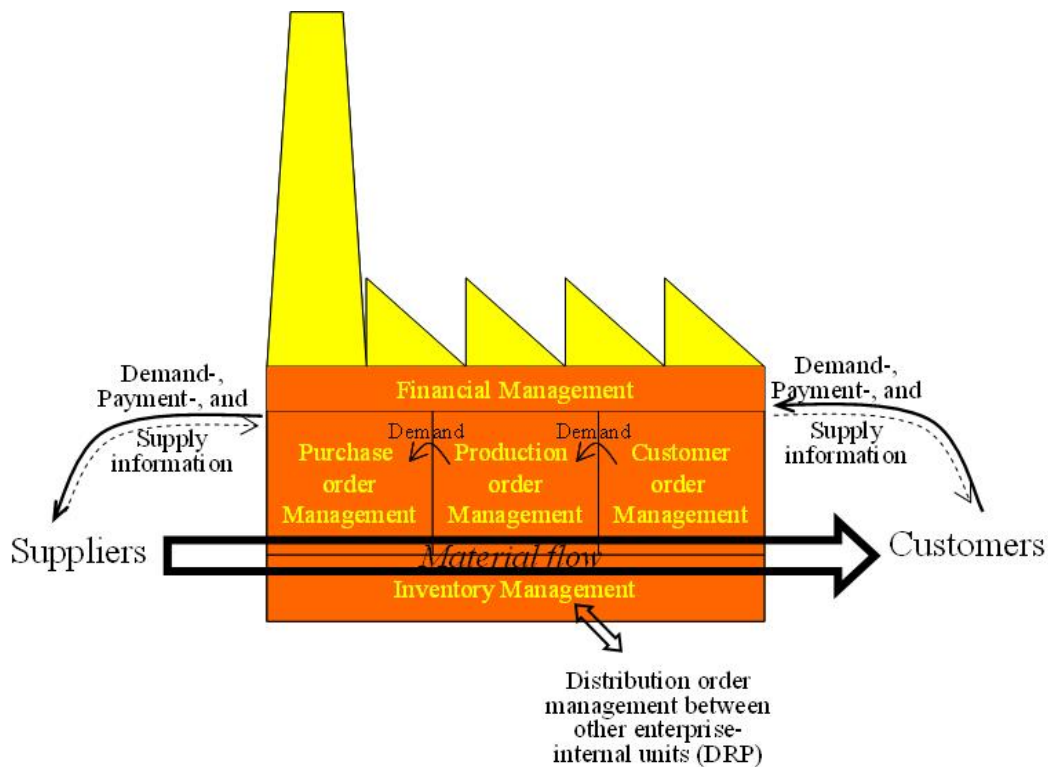 Financial Management
Demand-,
Payment-, and
Supply
information
Demand-,
Payment-, and
Supply
information
Demand
Demand
Purchase
order
Management
Production
order
Management
Customer
order
Management
Suppliers
Material flow
Customers
Inventory Management
Distribution order
management between
other enterprise-
internal units (DRP)